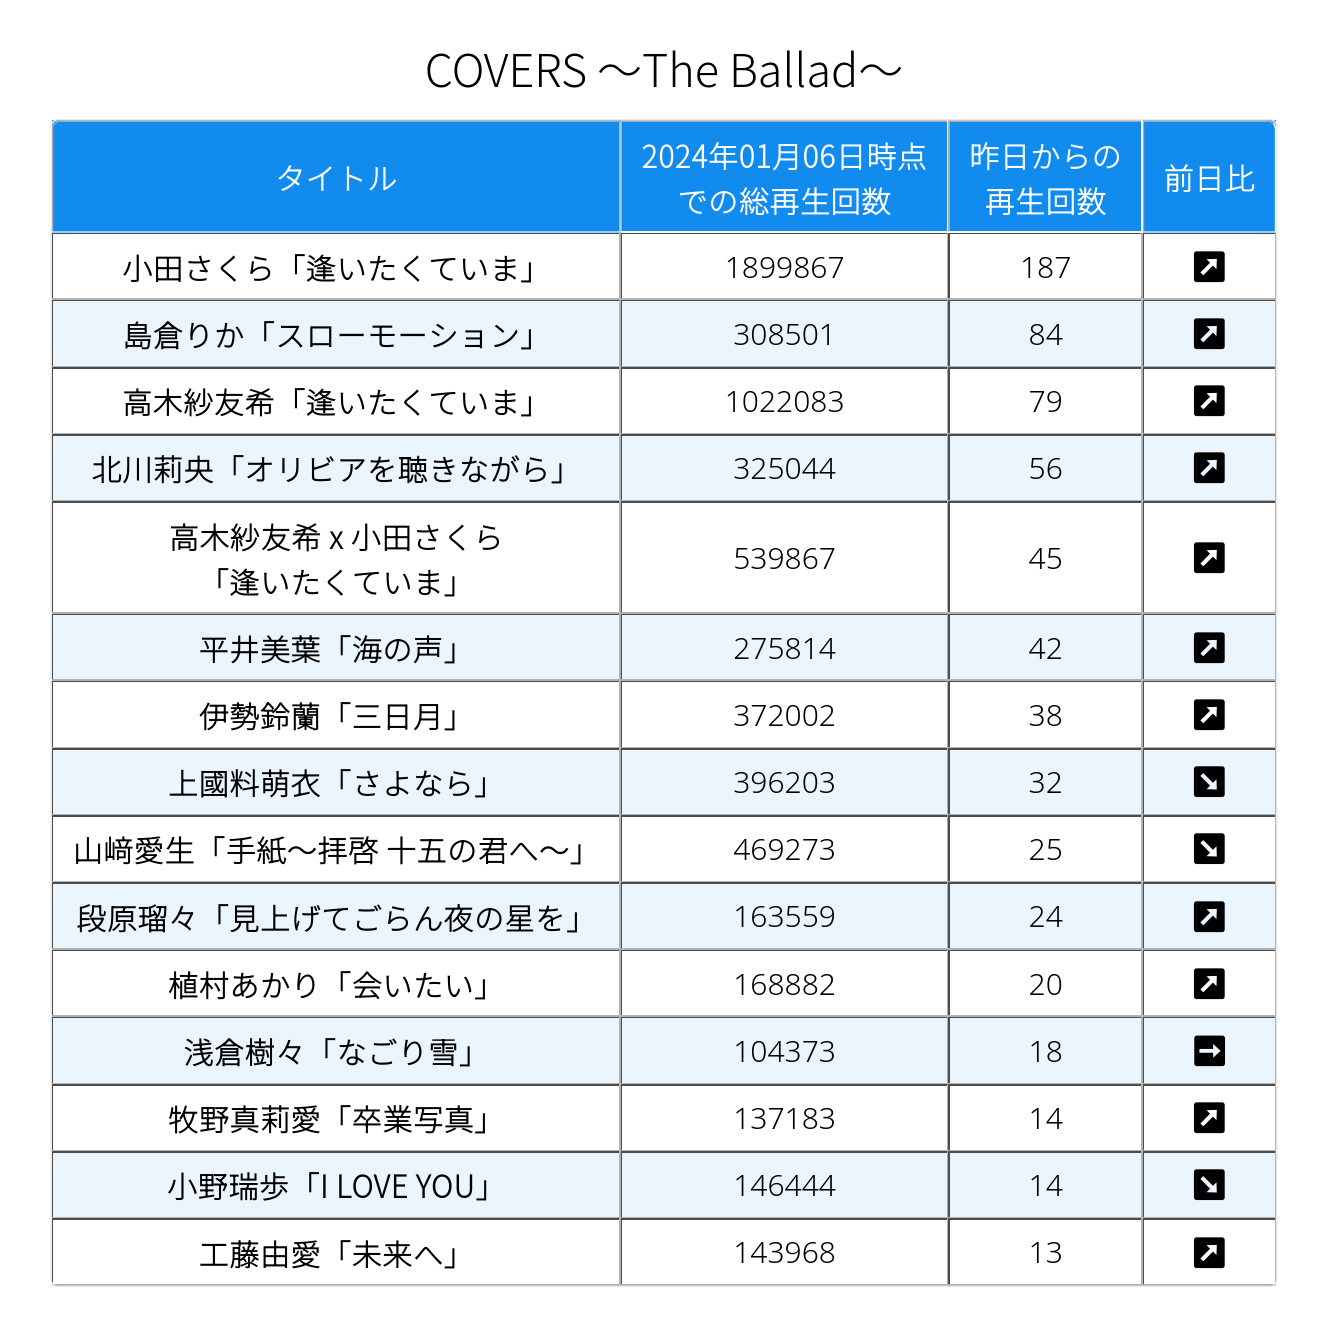 COVERS ～The Ballad～
タイトル
2024年01月06日時点
での総再生回数
昨日からの
再生回数
前日比
小田さくら「逢いたくていま」 1899867 187 ↗
島倉りか「スローモーション」 308501 84 ↗
高木紗友希「逢いたくていま」 1022083 79 ↗
北川莉央「オリビアを聴きながら」 325044 56 ↗
高木紗友希 x 小田さくら
「逢いたくていま」 539867 45 ↗
平井美葉「海の声」 275814 42 ↗
伊勢鈴蘭「三日月」 372002 38 ↗
上國料萌衣「さよなら」 396203 32 ↘
山﨑愛生「手紙～拝啓 十五の君へ～」 469273 25 ↘
段原瑠々「見上げてごらん夜の星を」 163559 24 ↗
植村あかり「会いたい」 168882 20 ↗
浅倉樹々「なごり雪」 104373 18 →
牧野真莉愛「卒業写真」 137183 14 ↗
小野瑞歩「I LOVE YOU」 146444 14 ↘
工藤由愛「未来へ」 143968 13 ↗